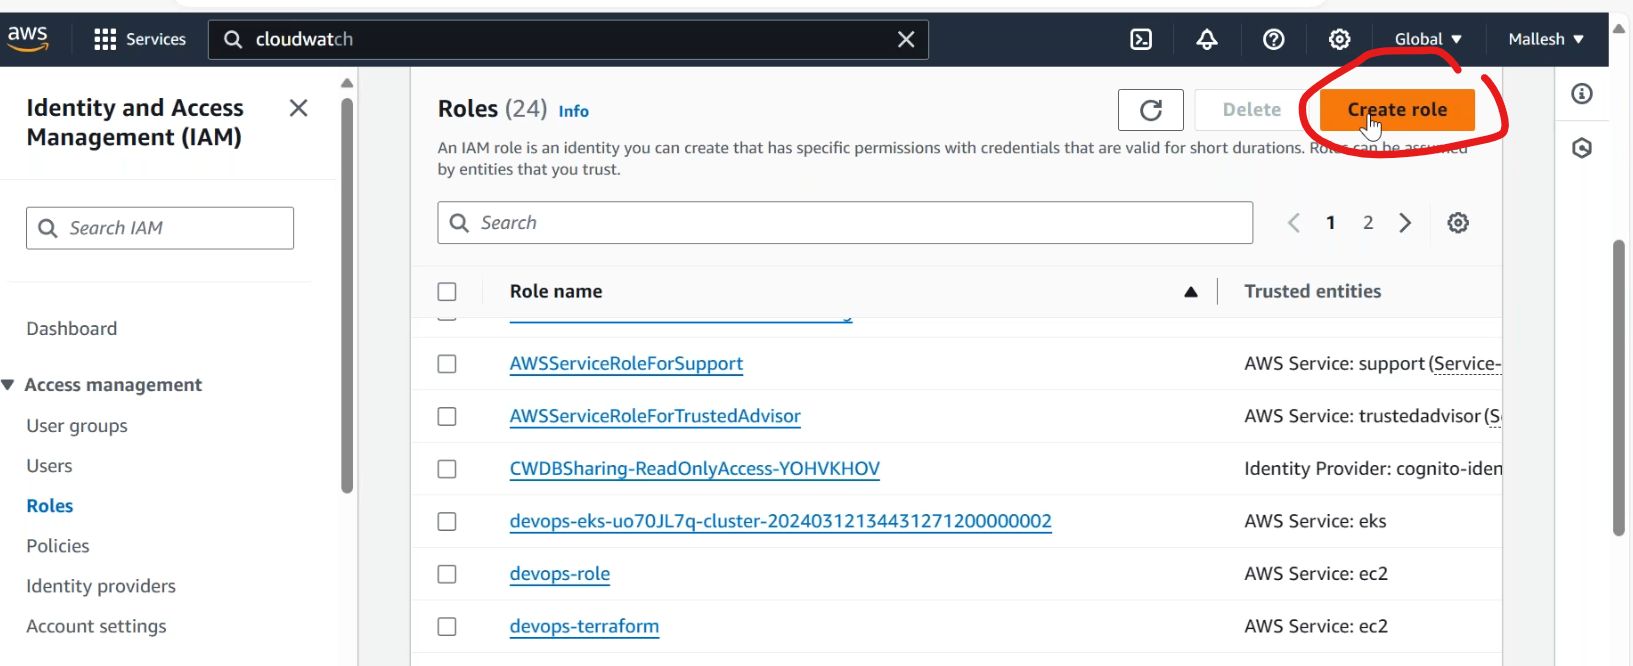 aws
Services
cloudwatch
Global
Mallesh
Identity and Access
Management (IAM)
Search IAM
Dashboard
Access management
User groups
Users
Roles
Policies
Identity providers
Account settings
Roles (24) Info
Delete
Create role
An IAM role is an identity you can create that has specific permissions with credentials that are valid for short durations. Roles can be assumed
by entities that you trust.
Search
1 2
Role name Trusted entities
AWSServiceRoleForSupport AWS Service: support (Service-
AWSServiceRoleForTrustedAdvisor AWS Service: trustedadvisor (S
CWDBSharing-ReadOnlyAccess-YOHVKHOV Identity Provider: cognito-iden
devops-eks-uo70JL7q-cluster-20240312134431271200000002 AWS Service: eks
devops-role AWS Service: ec2
devops-terraform AWS Service: ec2